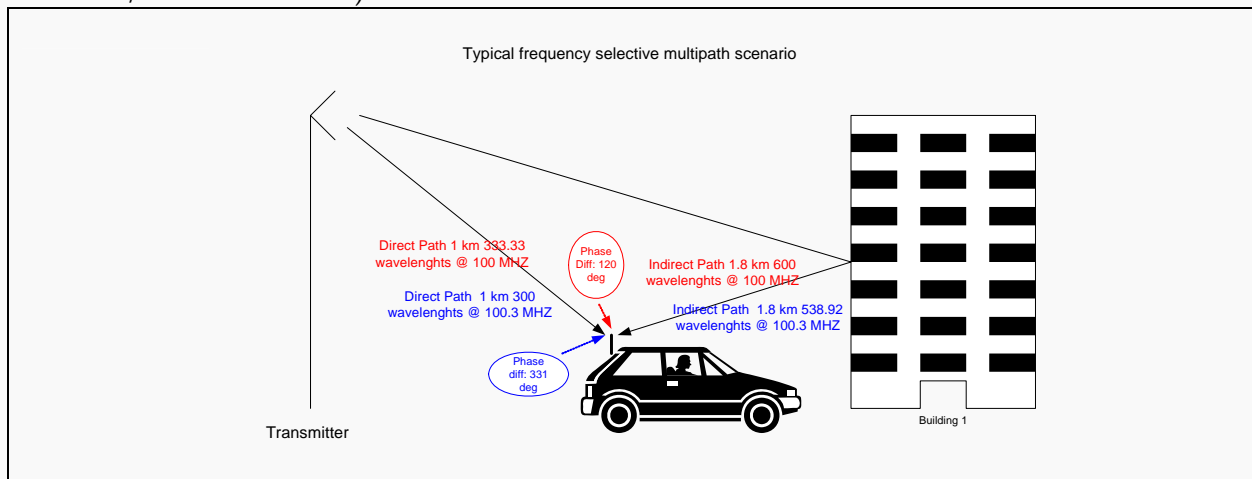 Typical frequency selective multipath scenario
Direct Path 1 km 333.33
wavelenghts @ 100 MHZ
Phase
Diff: 120
deg
Indirect Path 1.8 km 600
wavelenghts @ 100 MHZ
Direct Path 1 km 300
wavelenghts @ 100.3 MHZ
Indirect Path 1.8 km 538.92
wavelenghts @ 100.3 MHZ
Phase
diff: 331
deg
Transmitter
Building 1